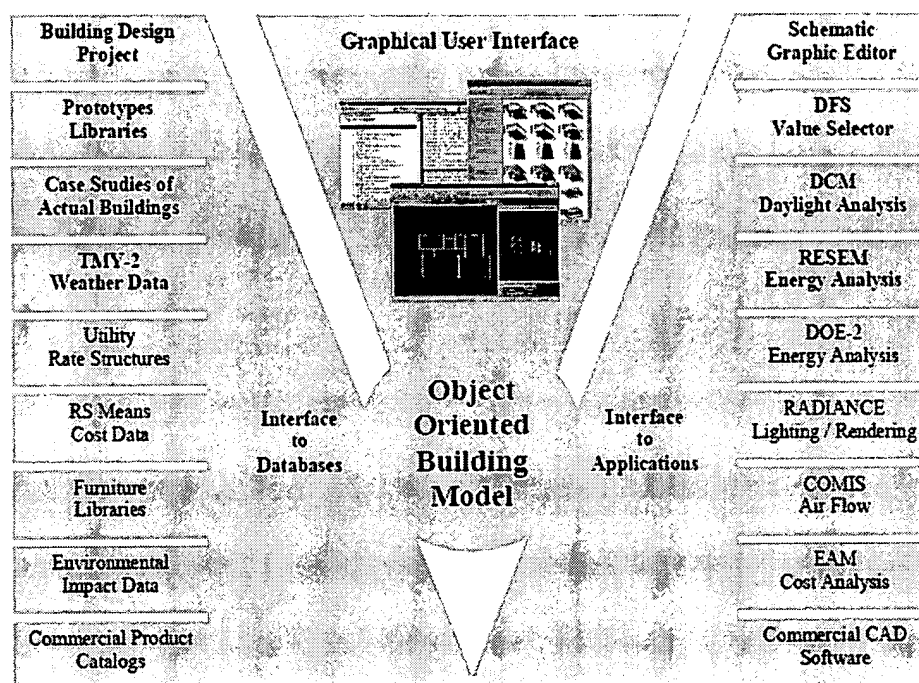 Building Design
Project
Prototypes
Libraries
Case Studies of
Actual Buildings
TMY-2
Weather Data
Utility
Rate Structures
RS Means
Cost Data
Furniture
Libraries
Environmental
Impact Data
Commercial Product
Catalogs
Graphical User Interface
Interface
to
Databases
Object
Oriented
Building
Model
Interface
to
Applications
Schematic
Graphic Editor
DFS
Value Selector
DCM
Daylight Analysis
RESEM
Energy Analysis
DOE-2
Energy Analysis
RADIANCE
Lighting / Rendering
COMIS
Air Flow
EAM
Cost Analysis
Commercial CAD
Software